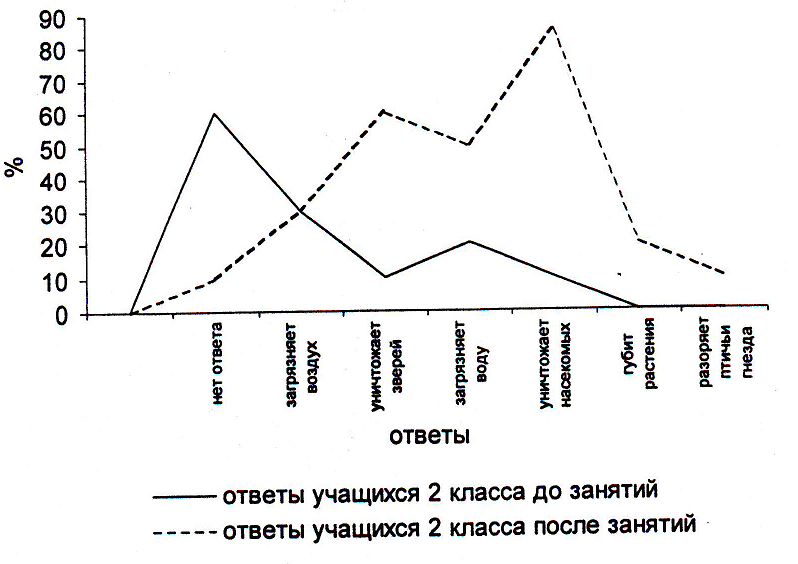 90
80
70
60
50
40
30
20
10
0
%
нет ответа
загрязняет
воздух
уничтожает
зверей
загрязняет
воду
уничтожает
насекомых
губит
растения
разоряет
птичьи
гнезда
ответы
ответы учащихся 2 класса до занятий
ответы учащихся 2 класса после занятий